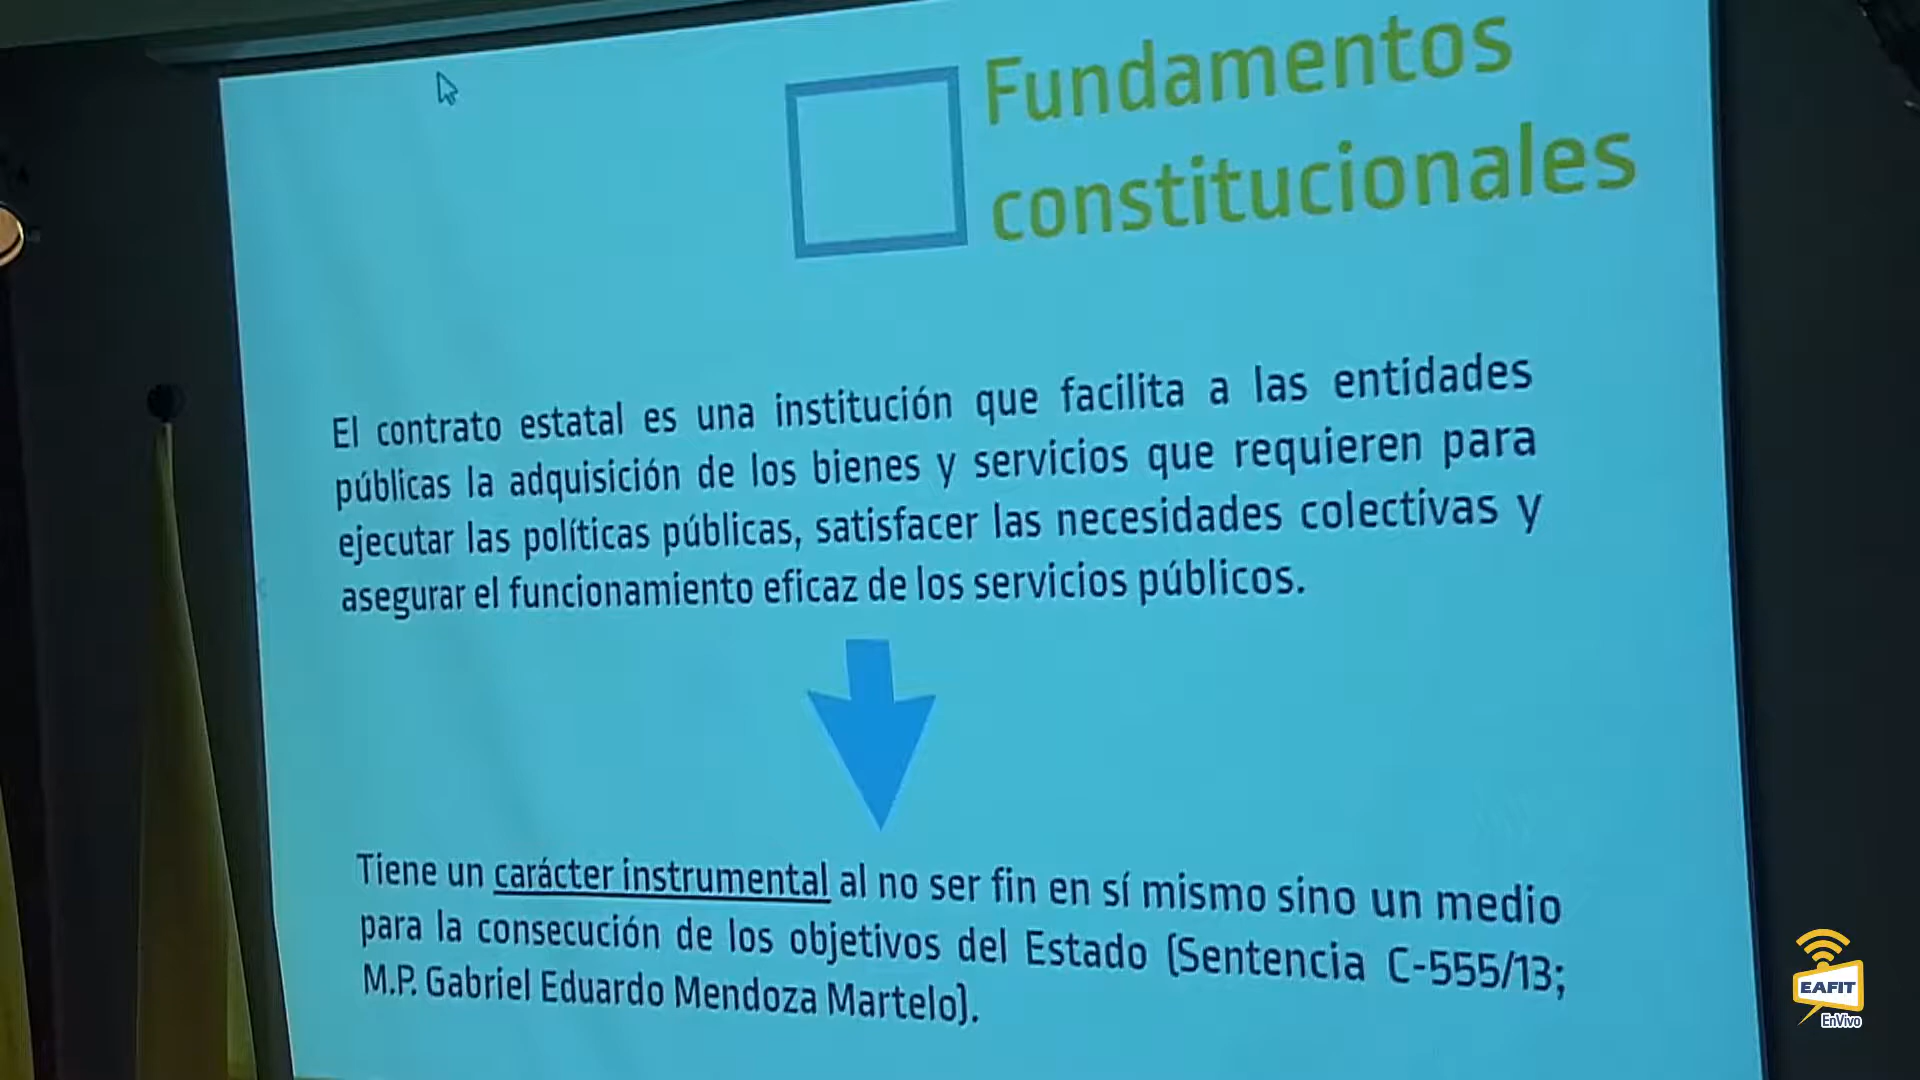 Fundamentos
constitucionales
El contrato estatal es una institución que facilita a las entidades
públicas la adquisición de los bienes y servicios que requieren para
ejecutar las políticas públicas, satisfacer las necesidades colectivas y
asegurar el funcionamiento eficaz de los servicios públicos.
Tiene un carácter instrumental al no ser fin en sí mismo sino un medio
para la consecución de los objetivos del Estado (Sentencia C-555/13;
M.P. Gabriel Eduardo Mendoza Martelo).
EAFIT
EnVivo